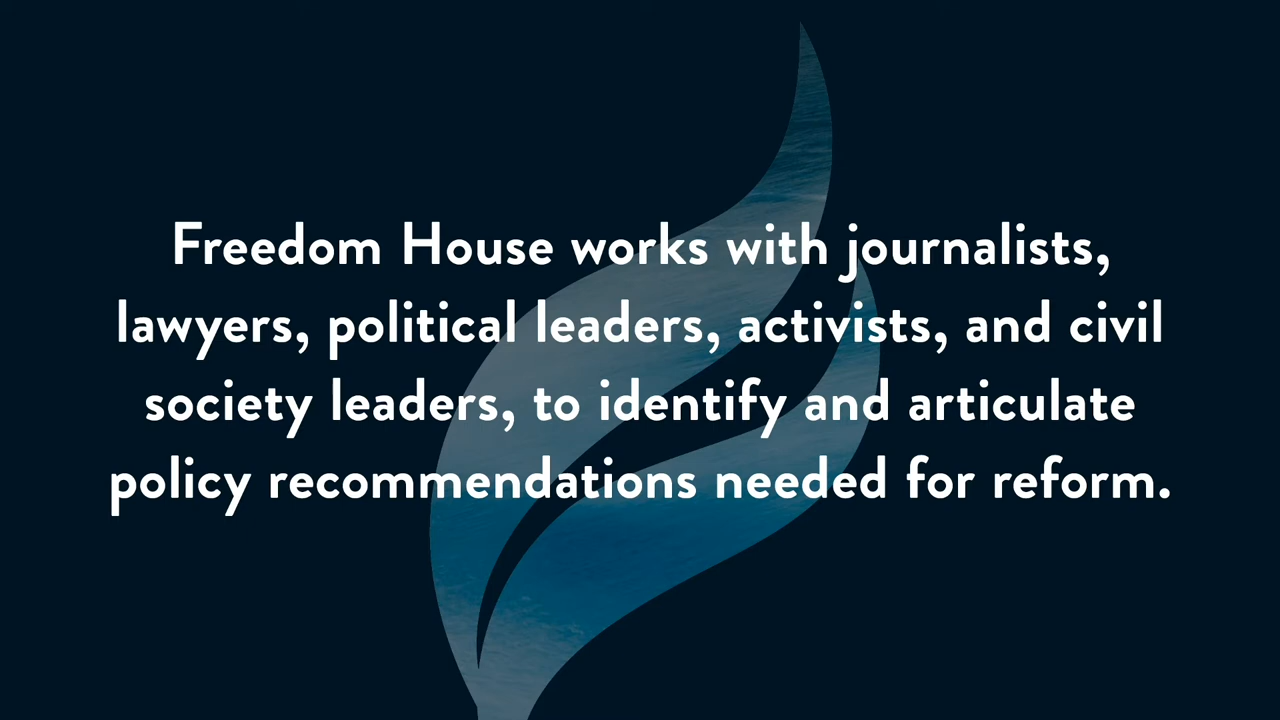 Freedom House works with journalists,
lawyers, political leaders, activists, and civil
society leaders, to identify and articulate
policy recommendations needed for reform.